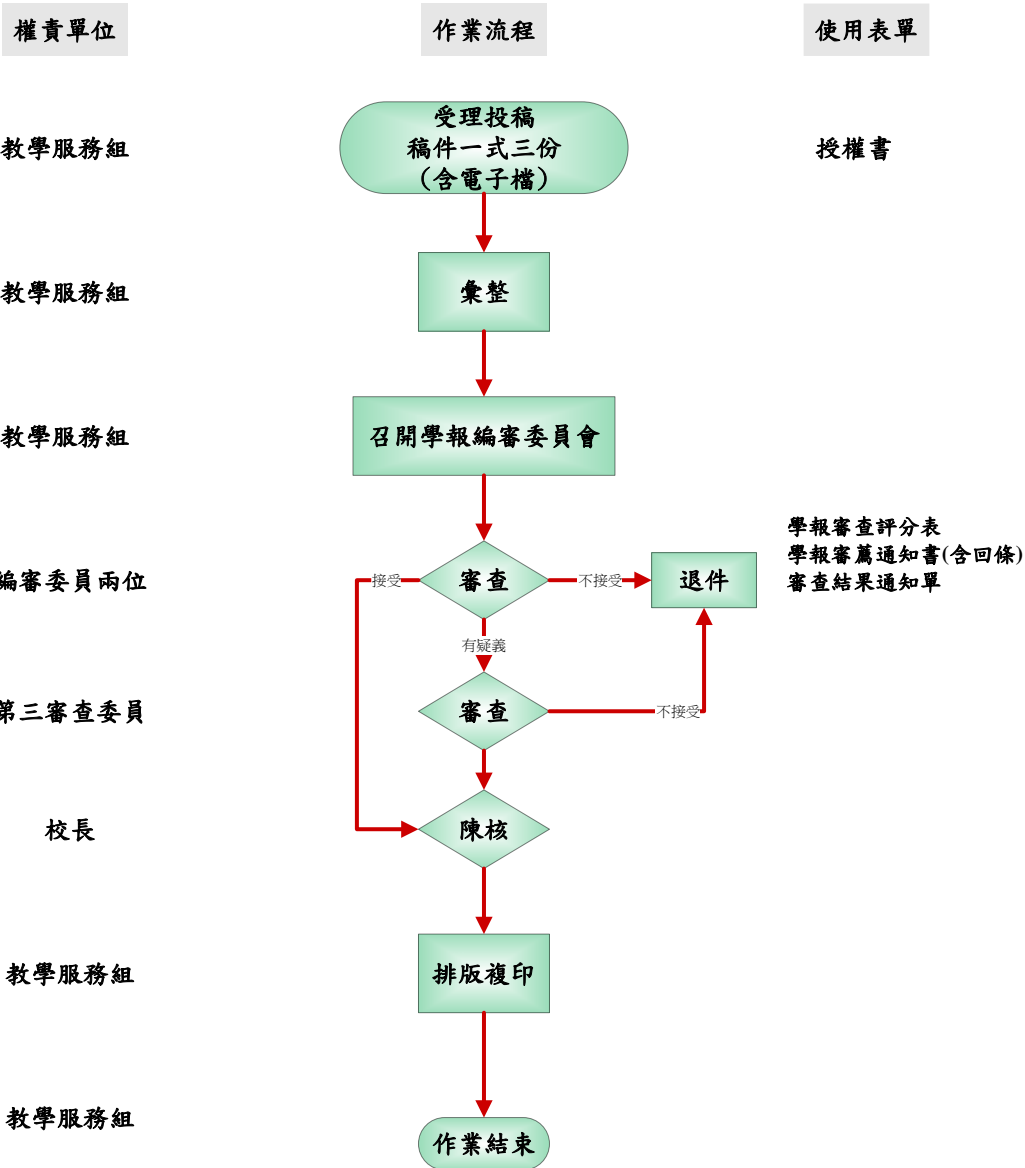 權責單位
作業流程
使用表單
受理投稿
教學服務組
稿件一式三份
授權書
(含電子檔)
教學服務組
彙整
教學服務組
召開學報編審委員會
學報審查評分表
學報審薦通知書(含回條)
審查結果通知單
編審委員兩位
接受
審查
不接受
退件
有疑義
第三審查委員
審查
不接受
校長
陳核
教學服務組
排版複印
教學服務組
作業結束